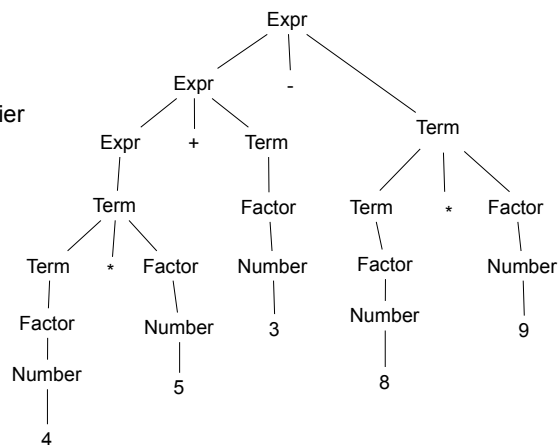 Expr
Expr -
ier
Expr + Term Term
Term Factor Term * Factor
Term * Factor Number Factor Number
Factor Number 3 Number 9
Number 5 8
4